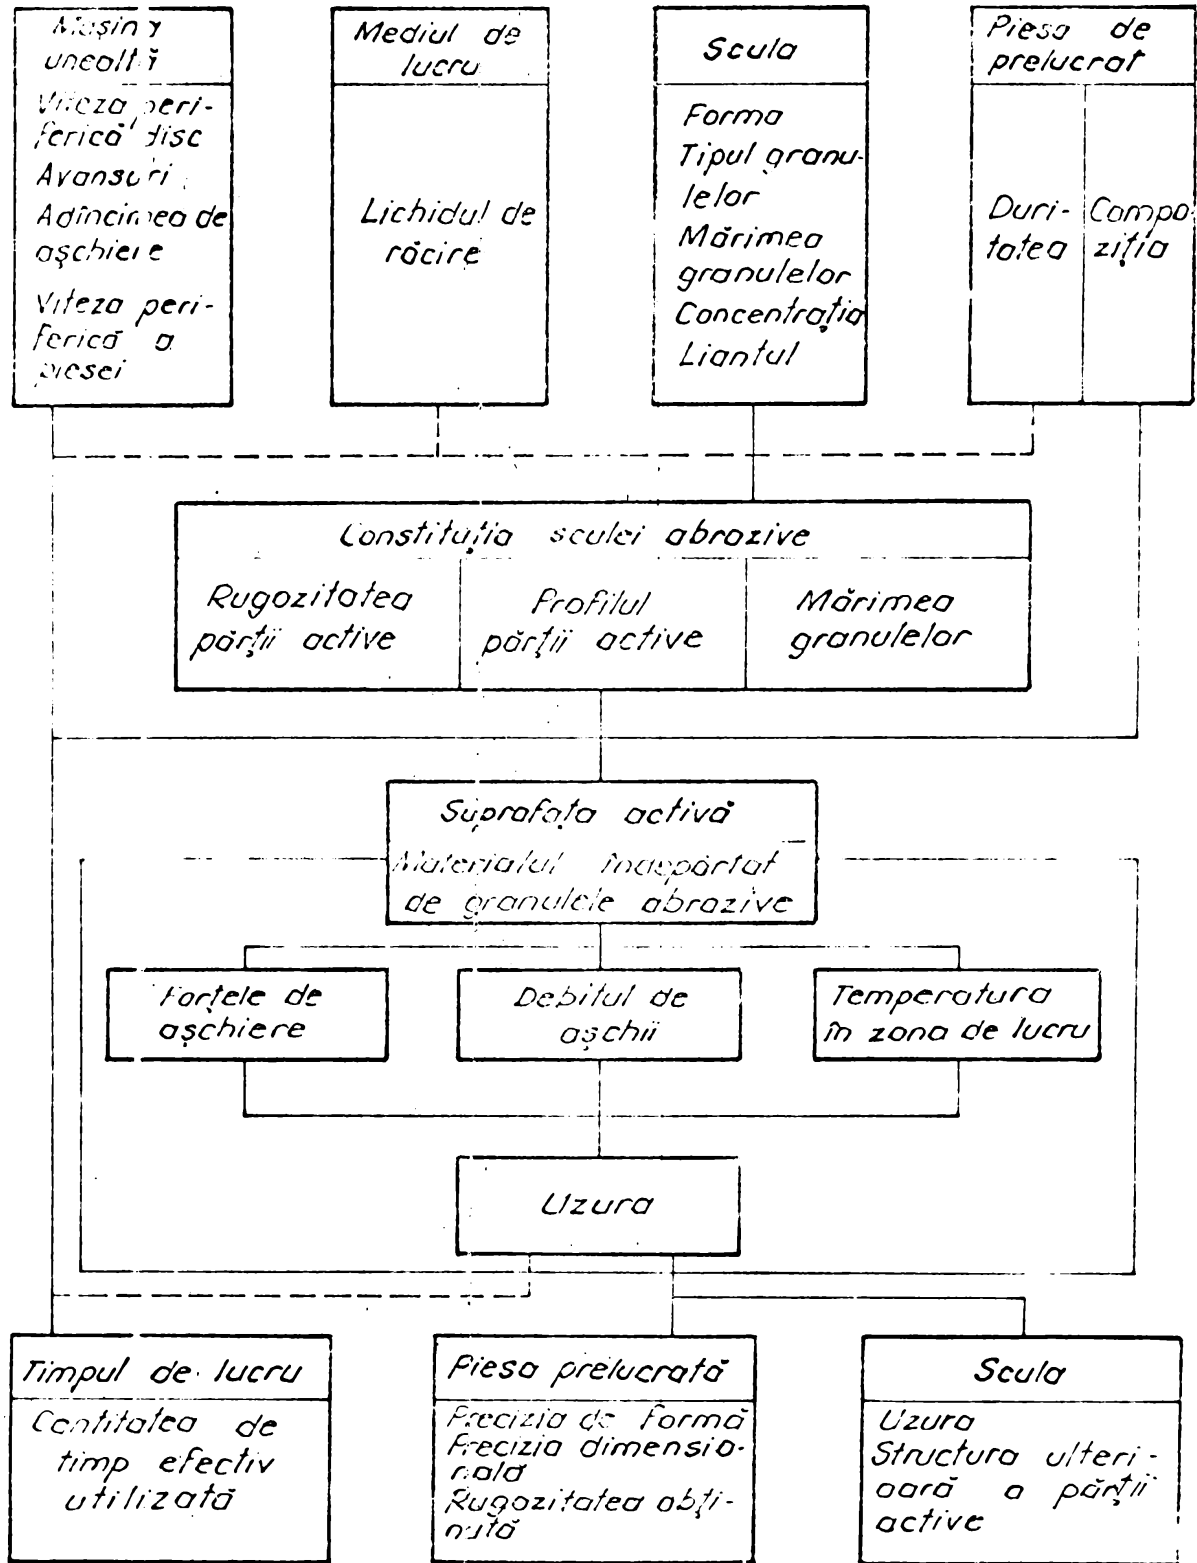 Mașina
unealtă
Viteza peri-
ferică disc
Avansuri
Adîncimea de
așchiere
Viteza peri-
ferică a
piesei
Mediul de
lucru
Lichidul de
răcire
Scula
Forma
Tipul granu-
lelor
Mărimea
granulelor
Concentrația
Liantul
Piesa de
prelucrat
Duri-
tatea
Compo-
ziția
Constituția sculei abrazive
Rugozitatea
părții active
Profilul
părții active
Mărimea
granulelor
Suprafața activă
Materialul îndepărtat
de granulele abrazive
Forțele de
așchiere
Debitul de
așchii
Temperatura
în zona de lucru
Uzura
Timpul de lucru
Cantitatea de
timp efectiv
utilizată
Piesa prelucrată
Precizia de formă
Precizia dimensio-
nală
Rugozitatea obți-
nută
Scula
Uzura
Structura ulteri-
oară a părții
active